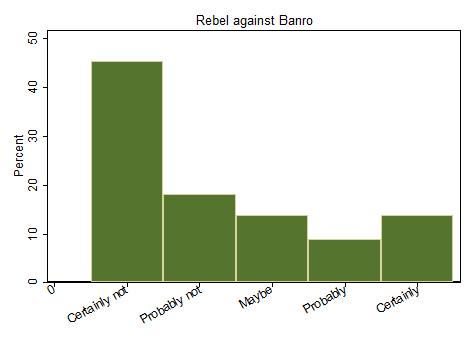 Rebel against Banro
Percent
50
40
30
20
10
0
0
Certainly not
Probably not
Maybe
Probably
Certainly